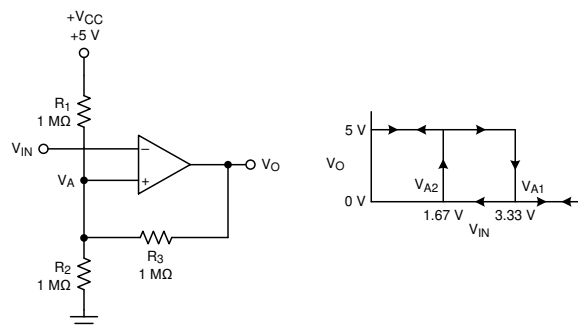 +VCC
+5 V
R1
1 MΩ
VIN
−
VA
+
VO
R3
1 MΩ
R2
1 MΩ
5 V
VO
VA2
VA1
0 V
1.67 V
3.33 V
VIN